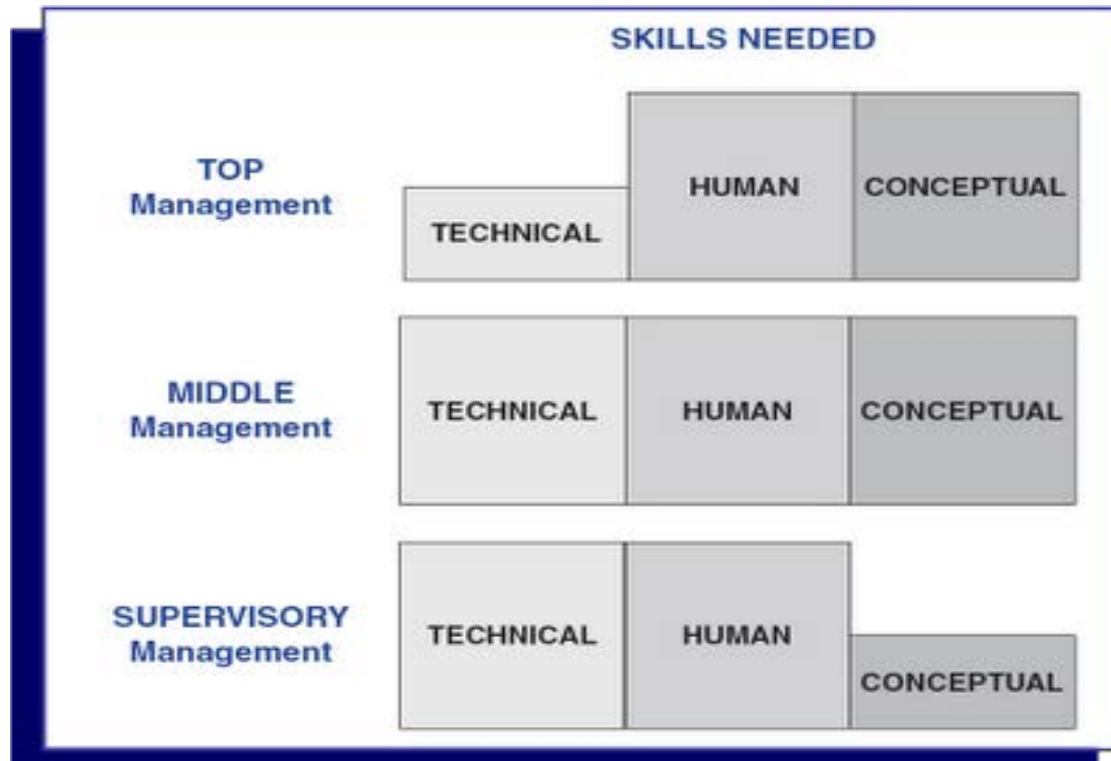 SKILLS NEEDED
TOP
Management
TECHNICAL
HUMAN
CONCEPTUAL
MIDDLE
Management
TECHNICAL
HUMAN
CONCEPTUAL
SUPERVISORY
Management
TECHNICAL
HUMAN
CONCEPTUAL